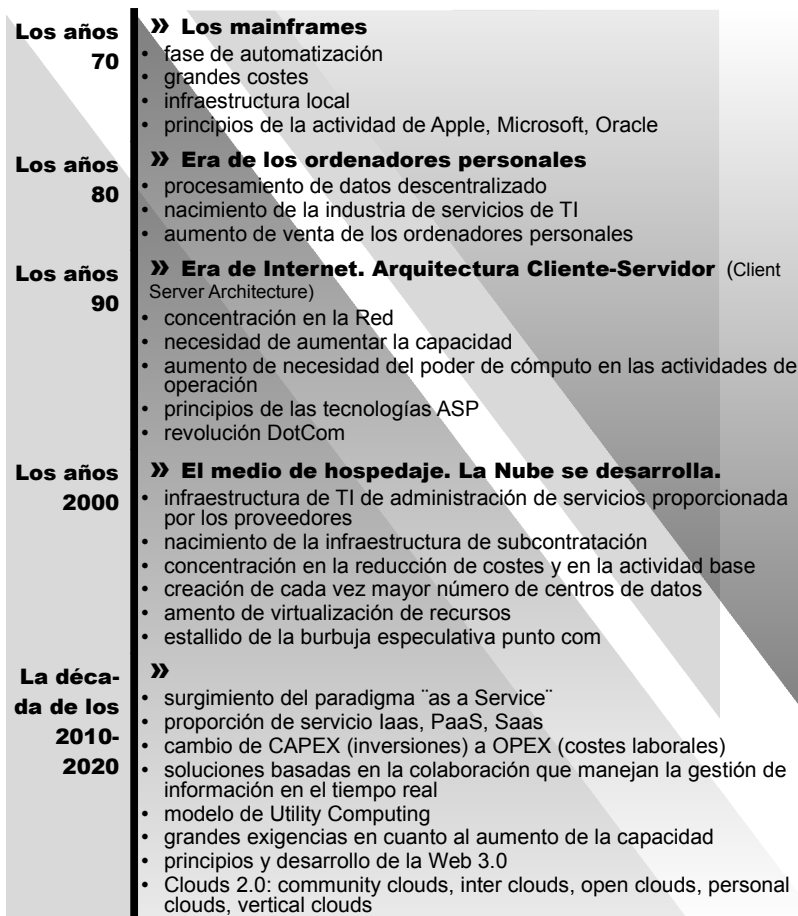 Los años
70
» Los mainframes
• fase de automatización
• grandes costes
• infraestructura local
• principios de la actividad de Apple, Microsoft, Oracle
Los años
80
» Era de los ordenadores personales
• procesamiento de datos descentralizado
• nacimiento de la industria de servicios de TI
• aumento de venta de los ordenadores personales
Los años
90
» Era de Internet. Arquitectura Cliente-Servidor (Client
Server Architecture)
• concentración en la Red
• necesidad de aumentar la capacidad
• aumento de necesidad del poder de cómputo en las actividades de
operación
• principios de las tecnologías ASP
• revolución DotCom
Los años
2000
» El medio de hospedaje. La Nube se desarrolla.
• infraestructura de TI de administración de servicios proporcionada
por los proveedores
• nacimiento de la infraestructura de subcontratación
• concentración en la reducción de costes y en la actividad base
• creación de cada vez mayor número de centros de datos
• amento de virtualización de recursos
• estallido de la burbuja especulativa punto com
La déca-
da de los
2010-
2020
»
• surgimiento del paradigma ¨as a Service¨
• proporción de servicio Iaas, PaaS, Saas
• cambio de CAPEX (inversiones) a OPEX (costes laborales)
• soluciones basadas en la colaboración que manejan la gestión de
información en el tiempo real
• modelo de Utility Computing
• grandes exigencias en cuanto al aumento de la capacidad
• principios y desarrollo de la Web 3.0
• Clouds 2.0: community clouds, inter clouds, open clouds, personal
clouds, vertical clouds